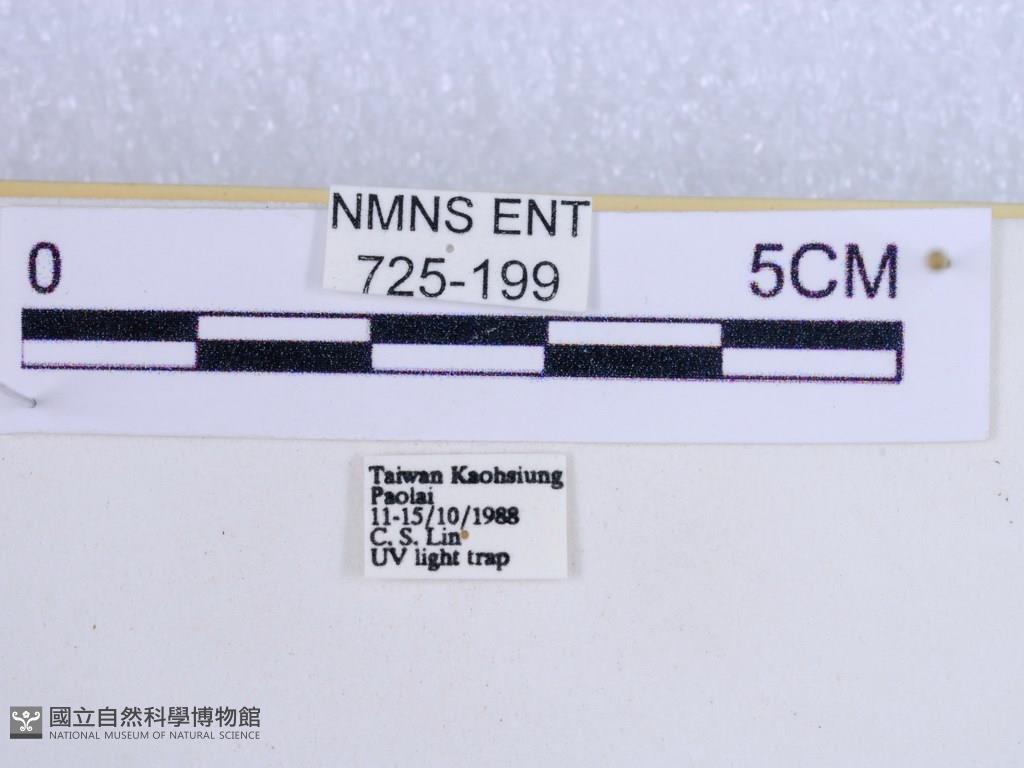 NMNS ENT
725-199
0 5CM
Taiwan Kaohsiung
Paolai
11-15/10/1988
C. S. Lin
UV light trap
國立自然科學博物館
NATIONAL MUSEUM OF NATURAL SCIENCE